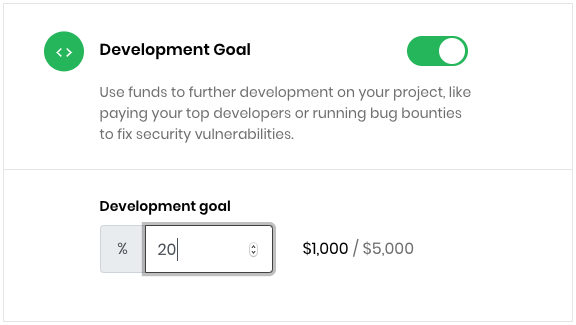 <> Development Goal
Use funds to further development on your project, like
paying your top developers or running bug bounties
to fix security vulnerabilities.
Development goal
% 20 $1,000 / $5,000